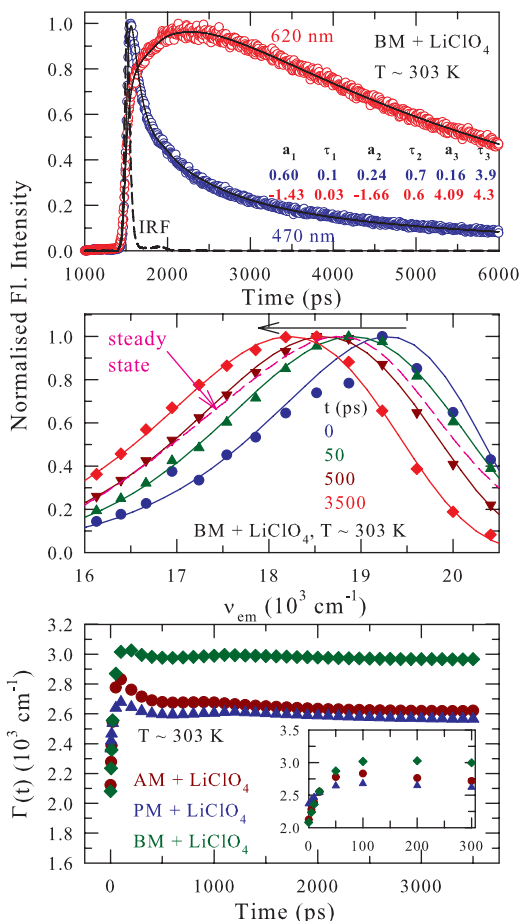 1.0
0.8
0.6
0.4
0.2
0.0
620 nm
BM + LiClO4
T ~ 303 K
a1 τ1 a2 τ2 a3 τ3
0.60 0.1 0.24 0.7 0.16 3.9
-1.43 0.03 -1.66 0.6 4.09 4.3
IRF
470 nm
1000 2000 3000 4000 5000 6000
Time (ps)
Normalised Fl. Intensity
1.0
0.8
0.6
0.4
0.2
0.0
steady
state
t (ps)
0
50
500
3500
BM + LiClO4, T ~ 303 K
16 17 18 19 20
νem (10³ cm⁻¹)
Γ(t) (10³ cm⁻¹)
3.2
3.0
2.8
2.6
2.4
2.2
2.0
1.8
1.6
T ~ 303 K
AM + LiClO4
PM + LiClO4
BM + LiClO4
3.0
2.5
2.0
0 100 200 300
0 1000 2000 3000
Time (ps)